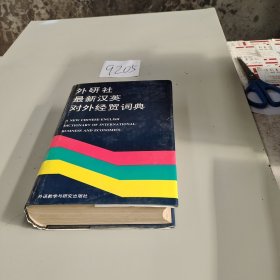 9205
外研社
最新汉英
对外经贸词典
A NEW CHINESE-ENGLISH
DICTIONARY OF INTERNATIONAL
BUSINESS AND ECONOMICS
外语教学与研究出版社